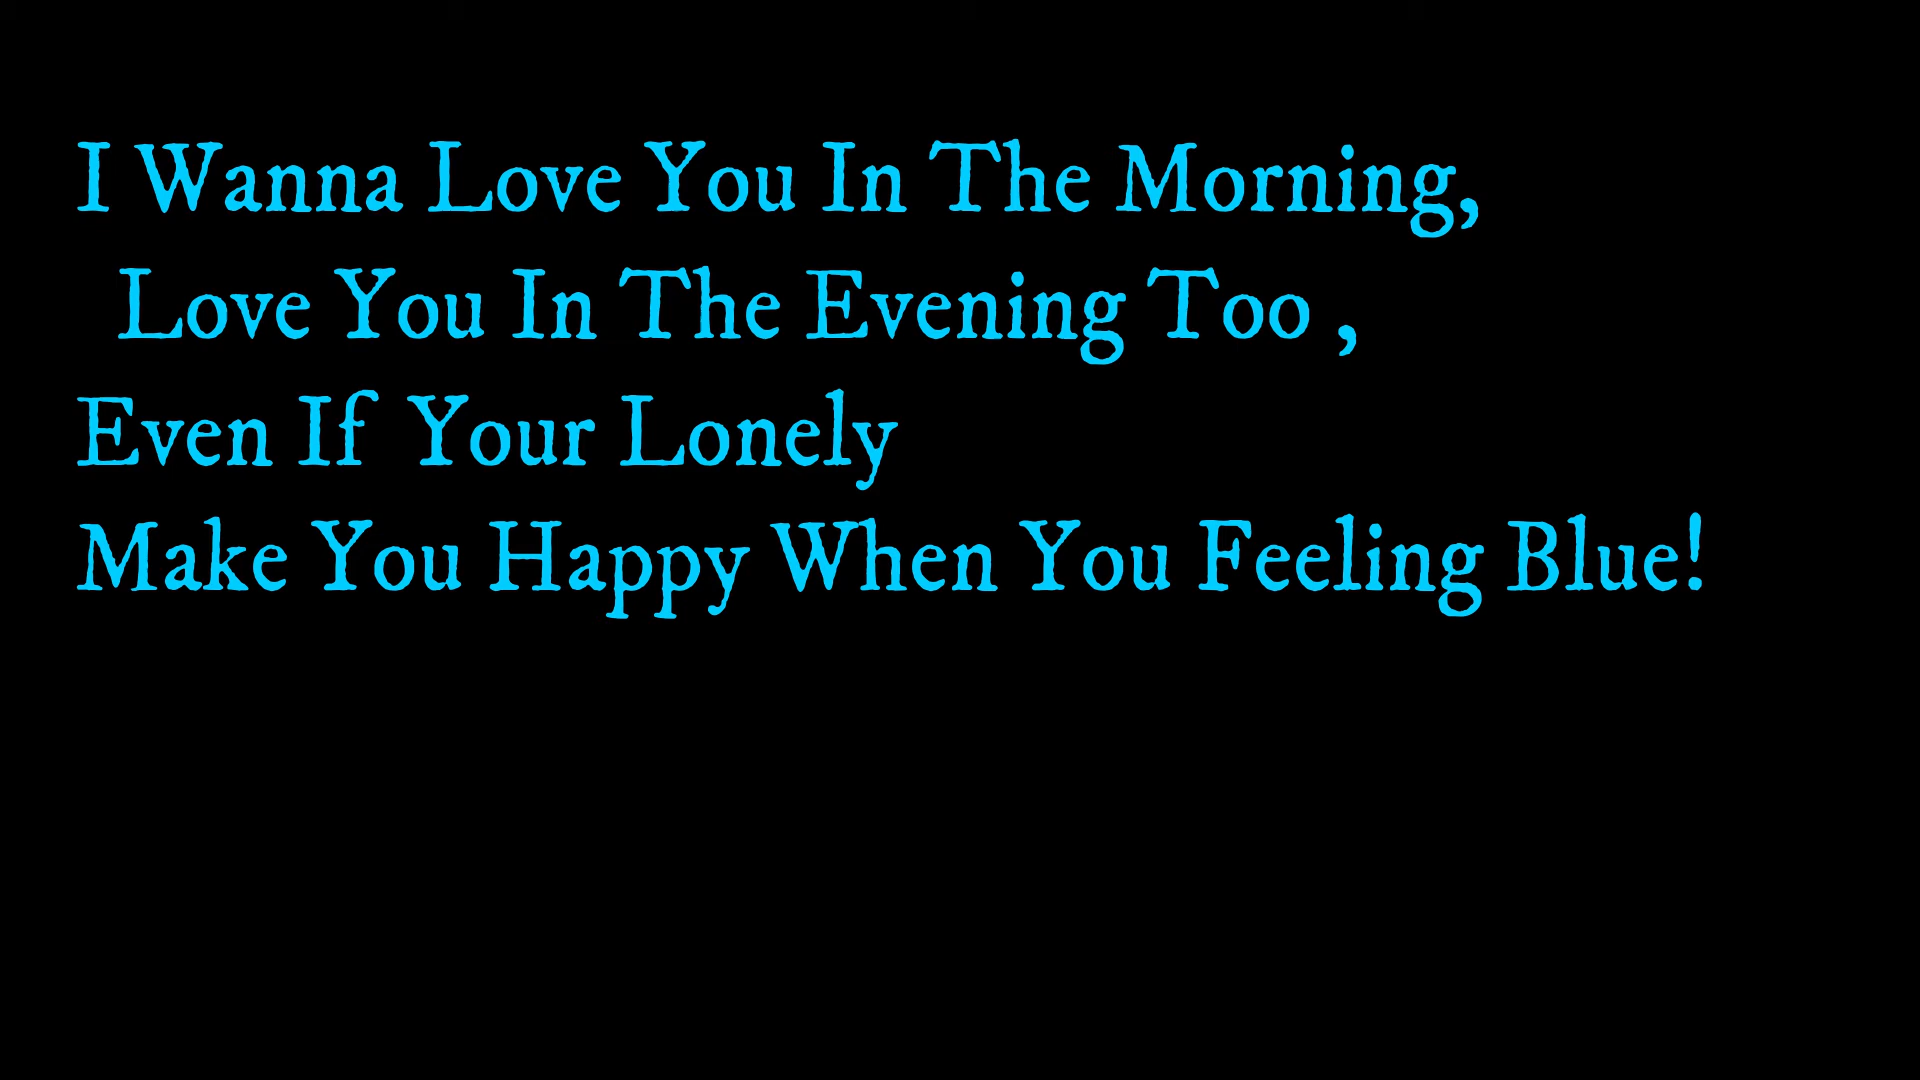 I Wanna Love You In The Morning,
Love You In The Evening Too ,
Even If Your Lonely
Make You Happy When You Feeling Blue!